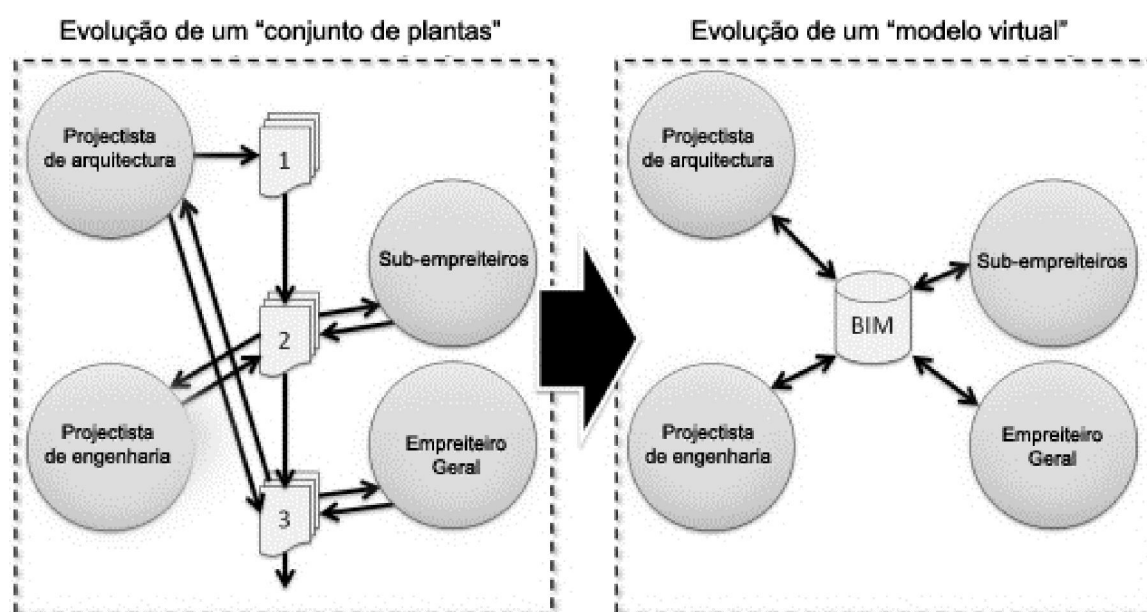 Evolução de um “conjunto de plantas”
Projectista
de arquitectura
1
Sub-empreiteiros
2
Projectista
de engenharia
Empreiteiro
Geral
3
Evolução de um “modelo virtual”
Projectista
de arquitectura
Sub-empreiteiros
BIM
Projectista
de engenharia
Empreiteiro
Geral